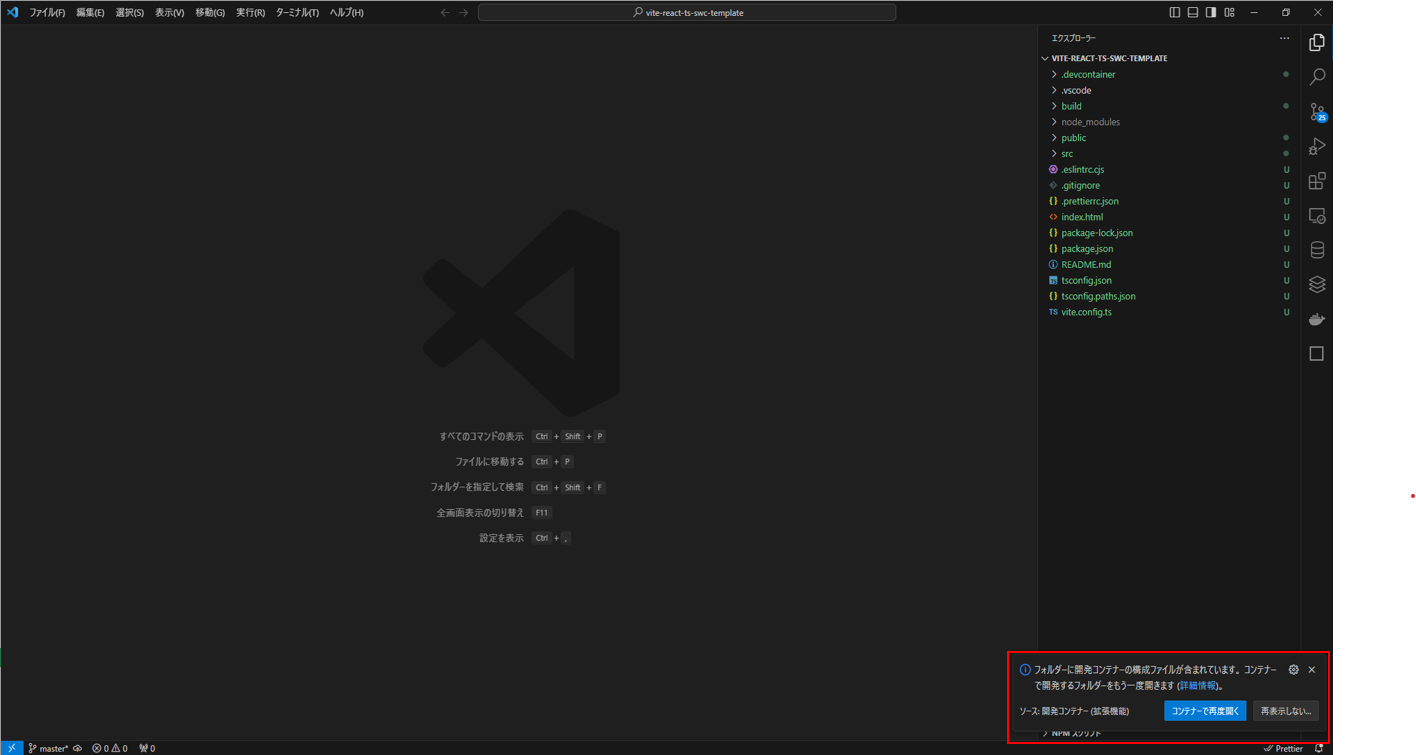 ファイル(F) 編集(E) 選択(S) 表示(V) 移動(G) 実行(R) ターミナル(T) ヘルプ(H) vite-react-ts-swc-template
エクスプローラー
VITE-REACT-TS-SWC-TEMPLATE
.devcontainer
.vscode
build
node_modules
public
src
.eslintrc.cjs U
.gitignore U
.prettierrc.json U
index.html U
package-lock.json U
package.json U
README.md U
tsconfig.json U
tsconfig.paths.json U
TS vite.config.ts U
25
すべてのコマンドの表示 Ctrl + Shift + P
ファイルに移動する Ctrl + P
フォルダーを指定して検索 Ctrl + Shift + F
全画面表示の切り替え F11
設定を表示 Ctrl + ,
フォルダーに開発コンテナーの構成ファイルが含まれています。コンテナー
で開発するフォルダーをもう一度開きます (詳細情報)。
ソース: 開発コンテナー (拡張機能) コンテナーで再度開く 再表示しない...
NPM スクリプト
master* 0 0 0 Prettier